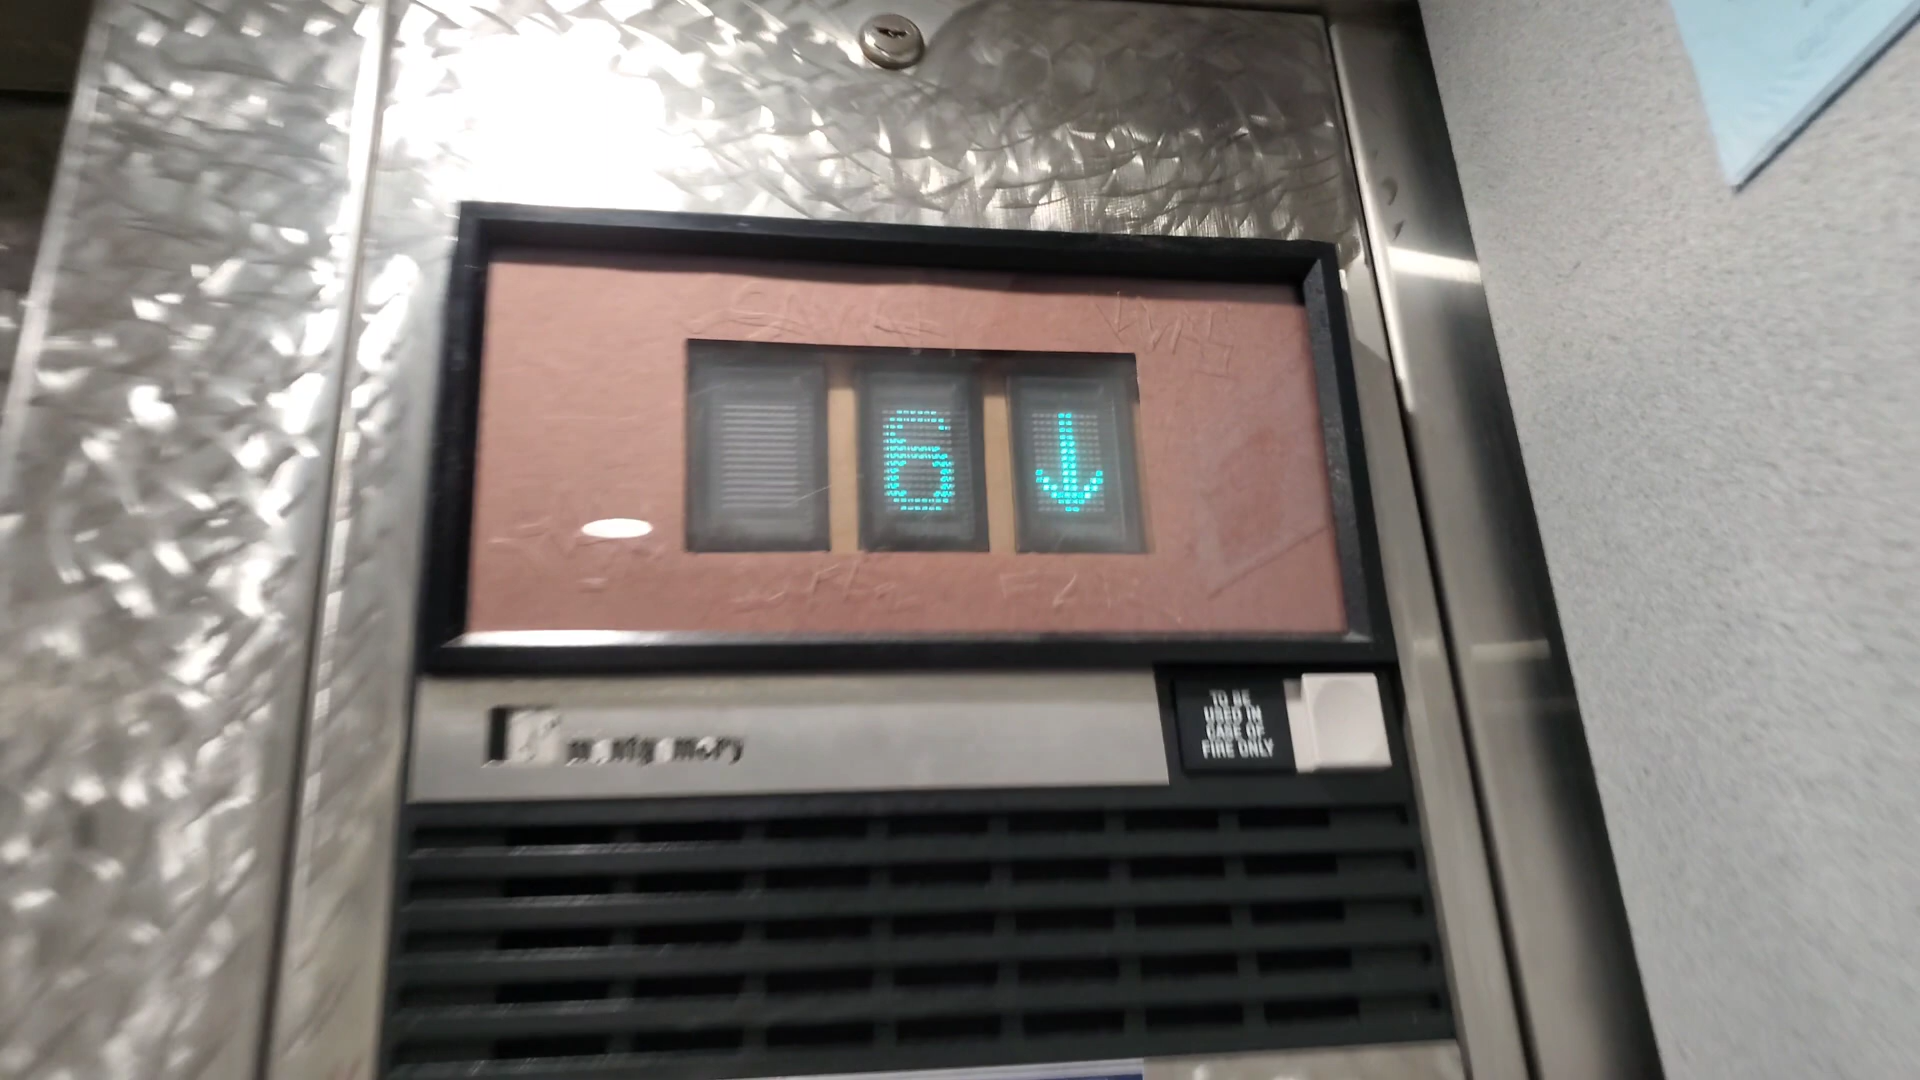 6 ↓
montgomery
TO BE
USED IN
CASE OF
FIRE ONLY